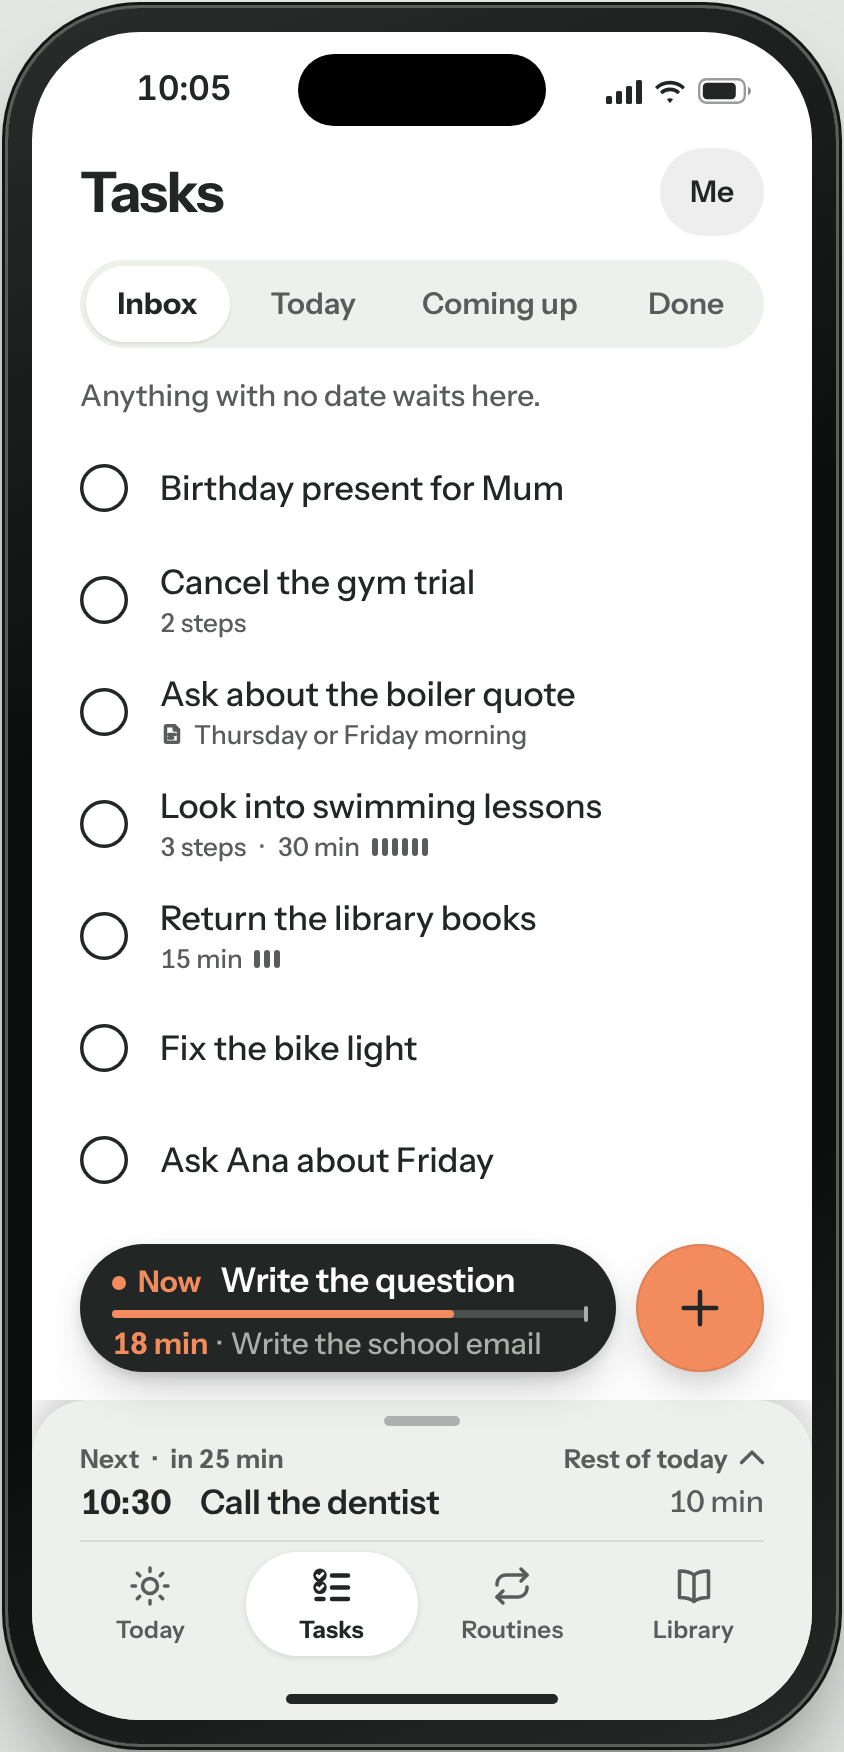 10:05
Tasks
Me
Inbox Today Coming up Done
Anything with no date waits here.
Birthday present for Mum
Cancel the gym trial
2 steps
Ask about the boiler quote
Thursday or Friday morning
Look into swimming lessons
3 steps · 30 min
Return the library books
15 min
Fix the bike light
Ask Ana about Friday
Now Write the question
18 min · Write the school email
Next · in 25 min Rest of today
10:30 Call the dentist 10 min
Today Tasks Routines Library